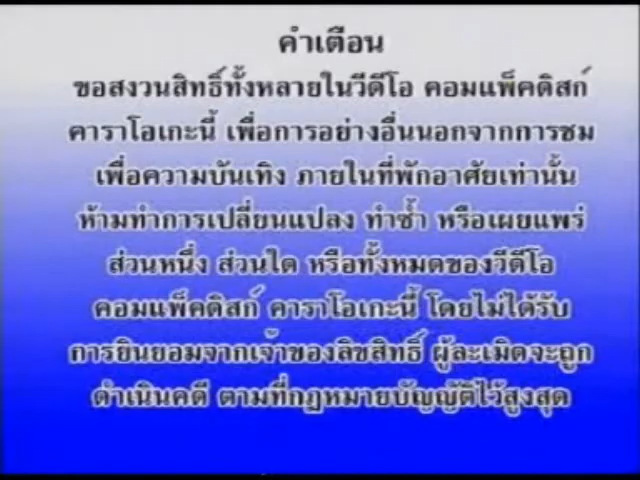 คำเตือน
ขอสงวนสิทธิ์ทั้งหลายในวีดีโอ คอมแพ็คดิสก์
คาราโอเกะนี้ เพื่อการอย่างอื่นนอกจากการชม
เพื่อความบันเทิง ภายในที่พักอาศัยเท่านั้น
ห้ามทำการเปลี่ยนแปลง ทำซ้ำ หรือเผยแพร่
ส่วนหนึ่ง ส่วนใด หรือทั้งหมดของวีดีโอ
คอมแพ็คดิสก์ คาราโอเกะนี้ โดยไม่ได้รับ
การยินยอมจากเจ้าของลิขสิทธิ์ ผู้ละเมิดจะถูก
ดำเนินคดี ตามที่กฎหมายบัญญัติไว้สูงสุด